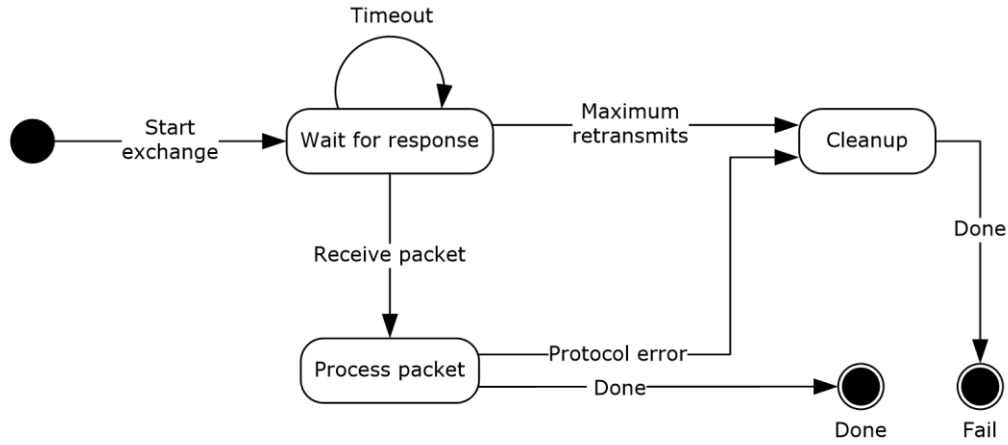 Timeout
Start
exchange
Wait for response
Maximum
retransmits
Cleanup
Receive packet
Done
Process packet
Protocol error
Done
Done
Fail